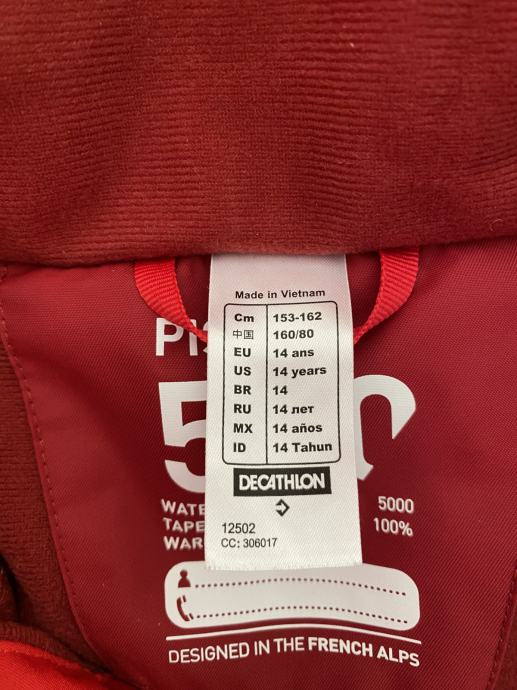 Made in Vietnam
Cm 153-162
中国 160/80
EU 14 ans
US 14 years
BR 14
RU 14 лет
MX 14 años
ID 14 Tahun
DECATHLON
12502
CC: 306017
5000
100%
DESIGNED IN THE FRENCH ALPS